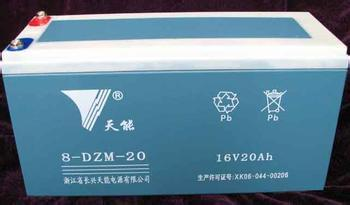 ®
天能
Pb Pb
8-DZM-20
16V20Ah
浙江省长兴天能电源有限公司
生产许可证号:XK06-044-00206